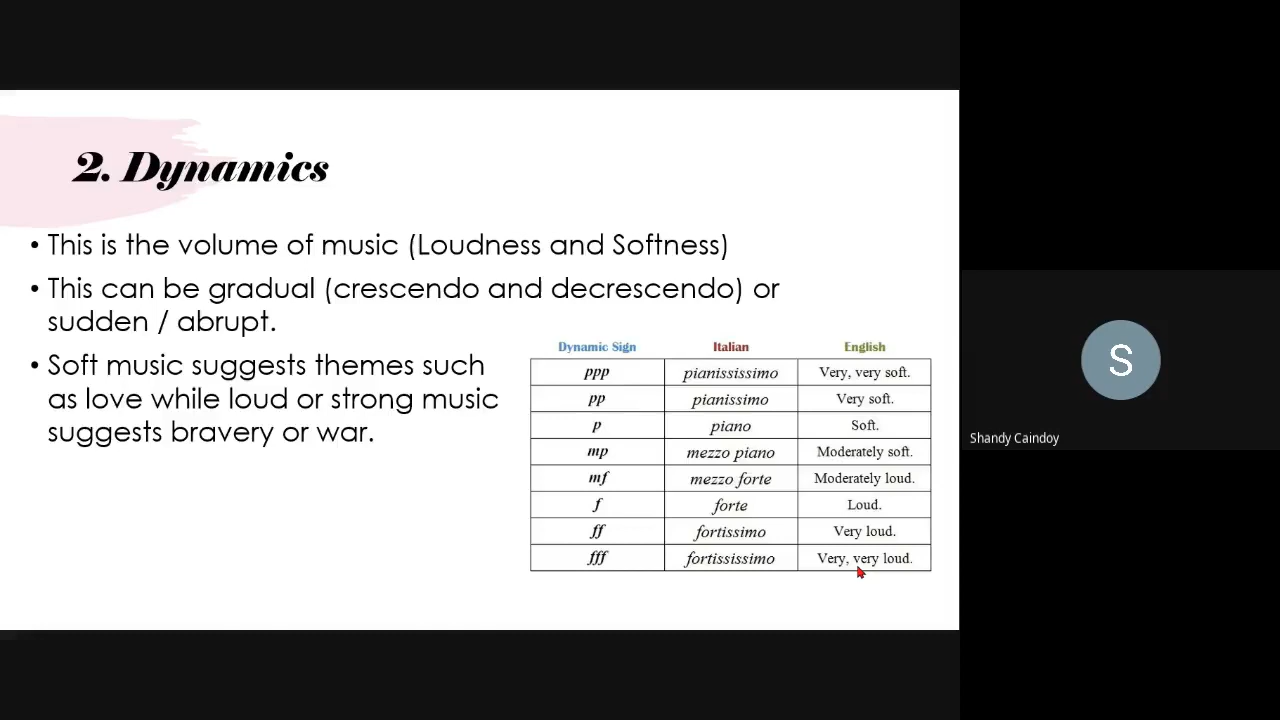 2. Dynamics
• This is the volume of music (Loudness and Softness)
• This can be gradual (crescendo and decrescendo) or
sudden / abrupt.
• Soft music suggests themes such
as love while loud or strong music
suggests bravery or war.
Dynamic Sign Italian English
ppp pianississimo Very, very soft.
pp pianissimo Very soft.
p piano Soft.
mp mezzo piano Moderately soft.
mf mezzo forte Moderately loud.
f forte Loud.
ff fortissimo Very loud.
fff fortississimo Very, very loud.
S
Shandy Caindoy